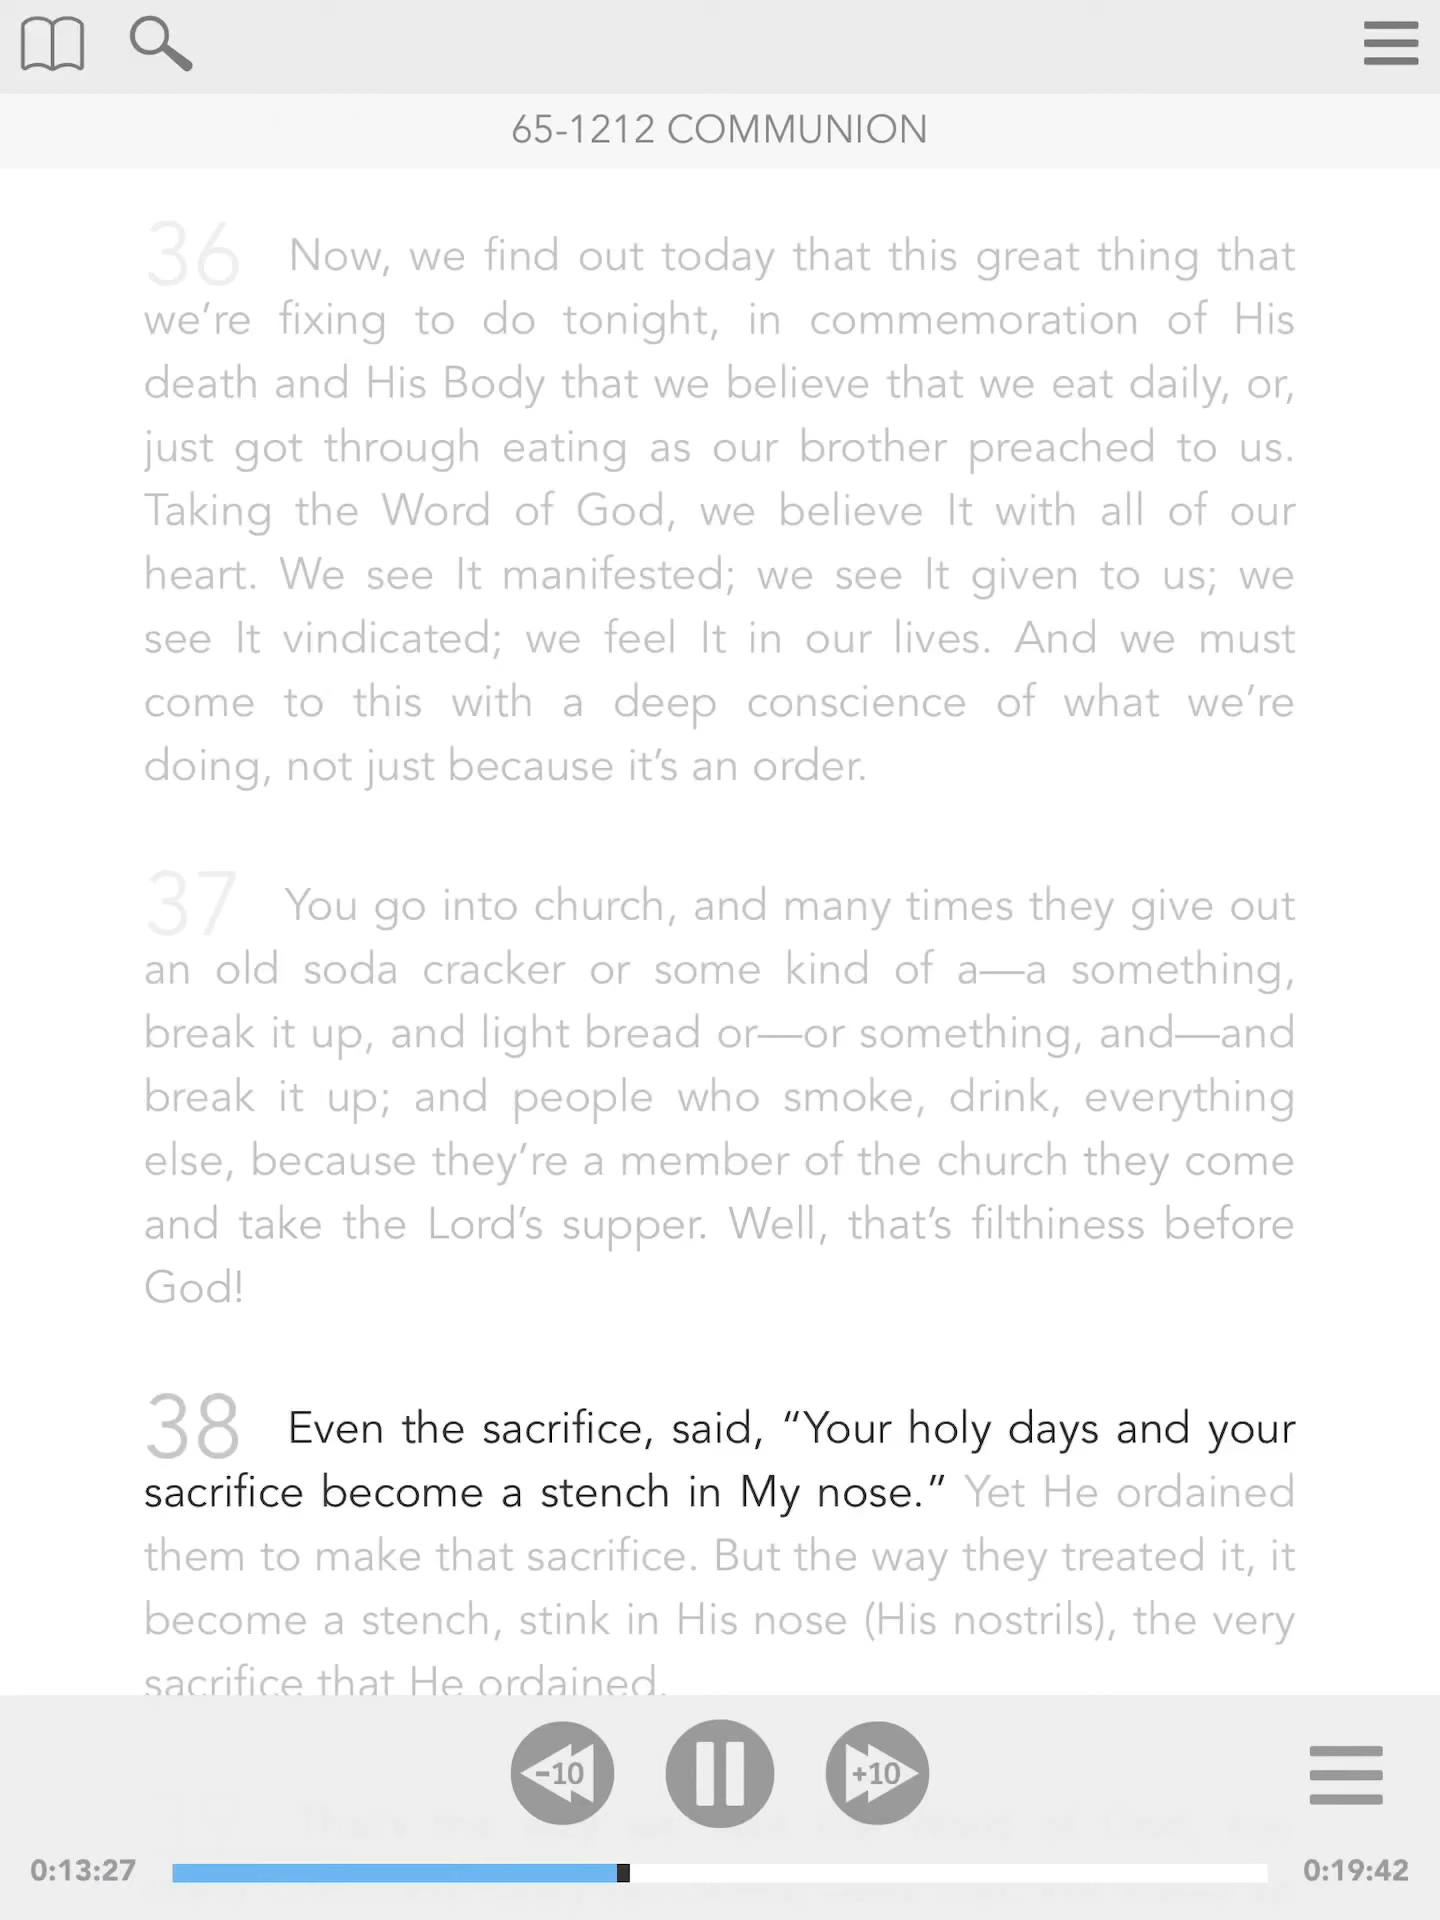 65-1212 COMMUNION
36 Now, we find out today that this great thing that
we’re fixing to do tonight, in commemoration of His
death and His Body that we believe that we eat daily, or,
just got through eating as our brother preached to us.
Taking the Word of God, we believe It with all of our
heart. We see It manifested; we see It given to us; we
see It vindicated; we feel It in our lives. And we must
come to this with a deep conscience of what we’re
doing, not just because it’s an order.
37 You go into church, and many times they give out
an old soda cracker or some kind of a—a something,
break it up, and light bread or—or something, and—and
break it up; and people who smoke, drink, everything
else, because they’re a member of the church they come
and take the Lord’s supper. Well, that’s filthiness before
God!
38 Even the sacrifice, said, “Your holy days and your
sacrifice become a stench in My nose.” Yet He ordained
them to make that sacrifice. But the way they treated it, it
become a stench, stink in His nose (His nostrils), the very
sacrifice that He ordained.
-10 +10
0:13:27 0:19:42